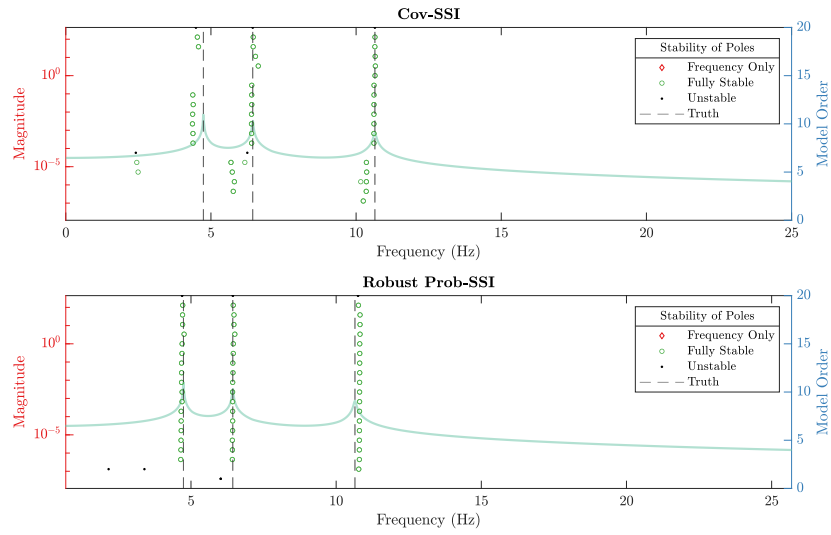 Cov-SSI
20
Stability of Poles
Frequency Only
Fully Stable
Unstable
Truth
10^0
15
Magnitude
10
Model Order
10^-5
5
0
0
5
10
15
20
25
Frequency (Hz)
Robust Prob-SSI
20
Stability of Poles
Frequency Only
Fully Stable
Unstable
Truth
10^0
15
Magnitude
10
Model Order
10^-5
5
0
5
10
15
20
25
Frequency (Hz)